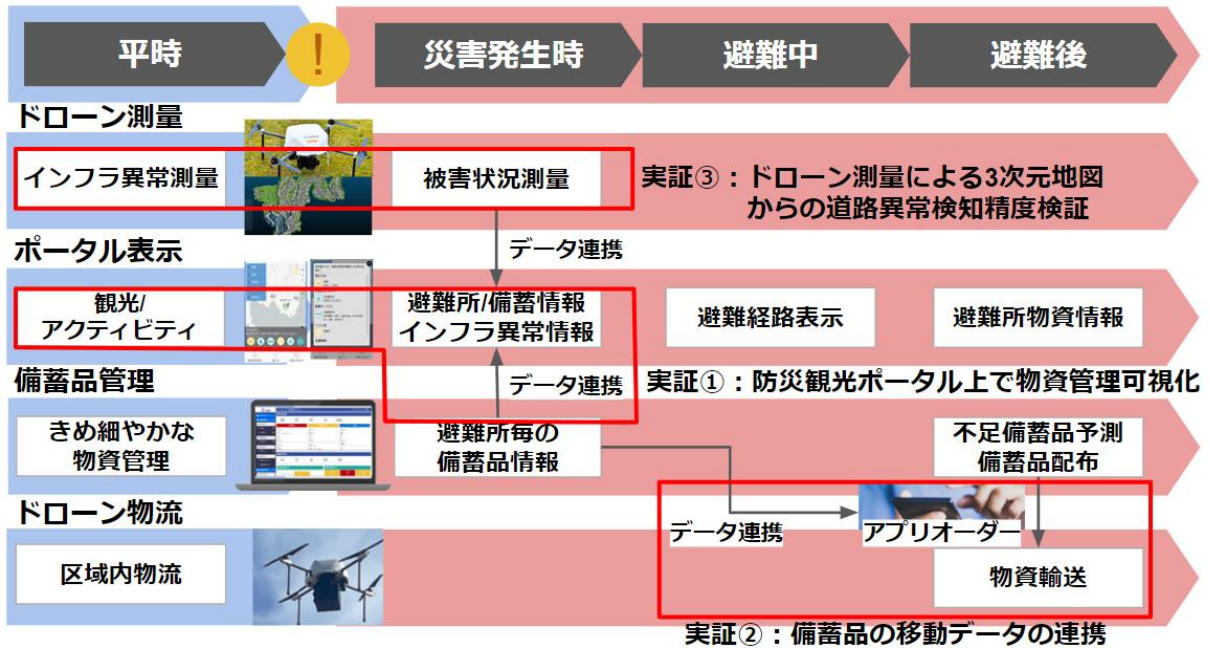 平時
!
災害発生時
避難中
避難後
ドローン測量
インフラ異常測量
被害状況測量
実証③：ドローン測量による3次元地図
からの道路異常検知精度検証
データ連携
ポータル表示
観光/
アクティビティ
避難所/備蓄情報
インフラ異常情報
避難経路表示
避難所物資情報
データ連携
実証①：防災観光ポータル上で物資管理可視化
備蓄品管理
きめ細やかな
物資管理
避難所毎の
備蓄品情報
不足備蓄品予測
備蓄品配布
ドローン物流
データ連携
アプリオーダー
区域内物流
物資輸送
実証②：備蓄品の移動データの連携